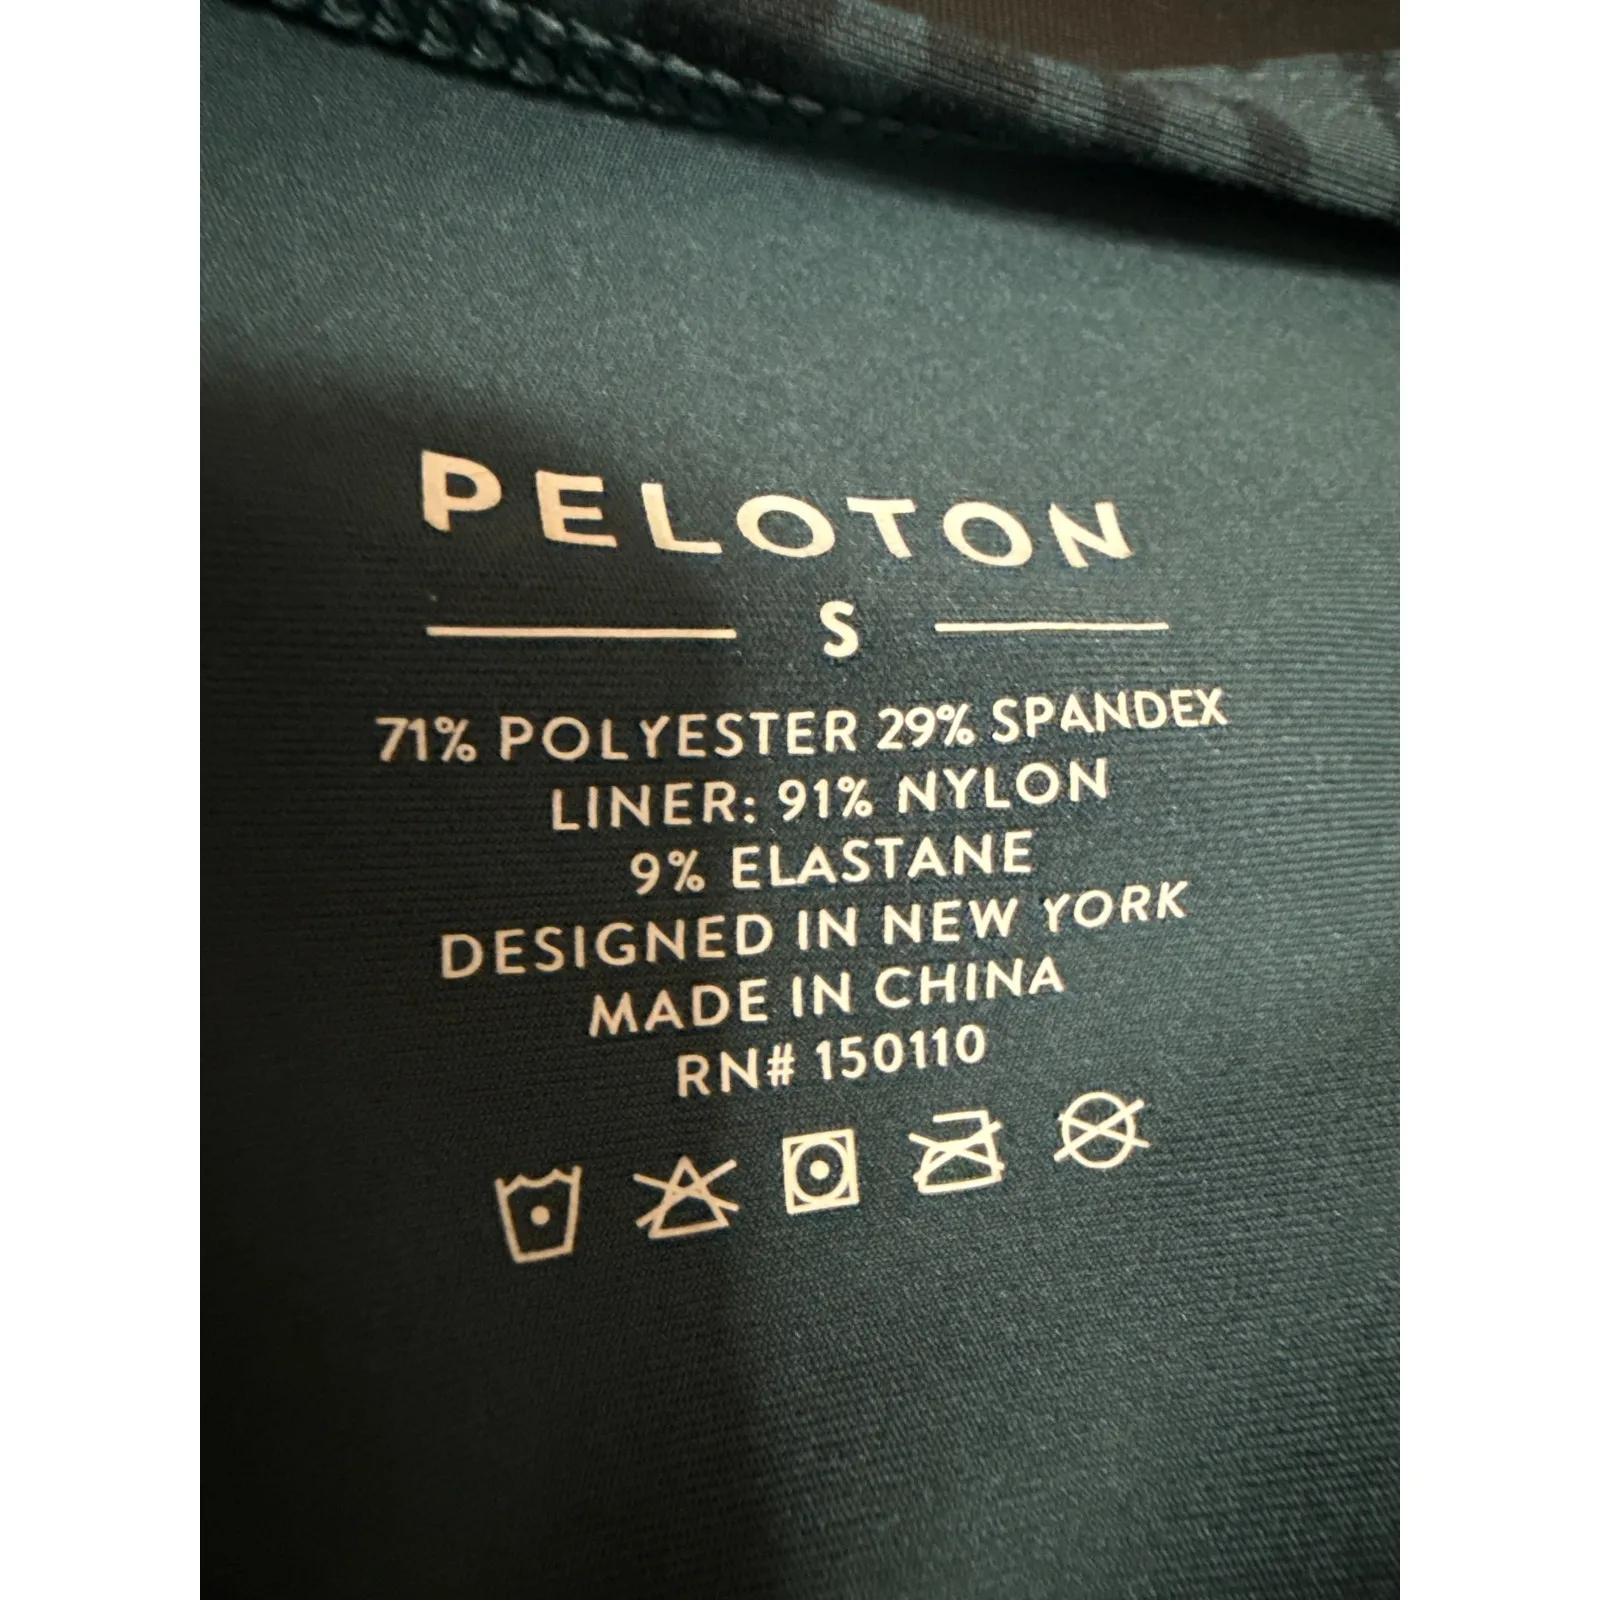 PELOTON
S
71% POLYESTER 29% SPANDEX
LINER: 91% NYLON
9% ELASTANE
DESIGNED IN NEW YORK
MADE IN CHINA
RN# 150110